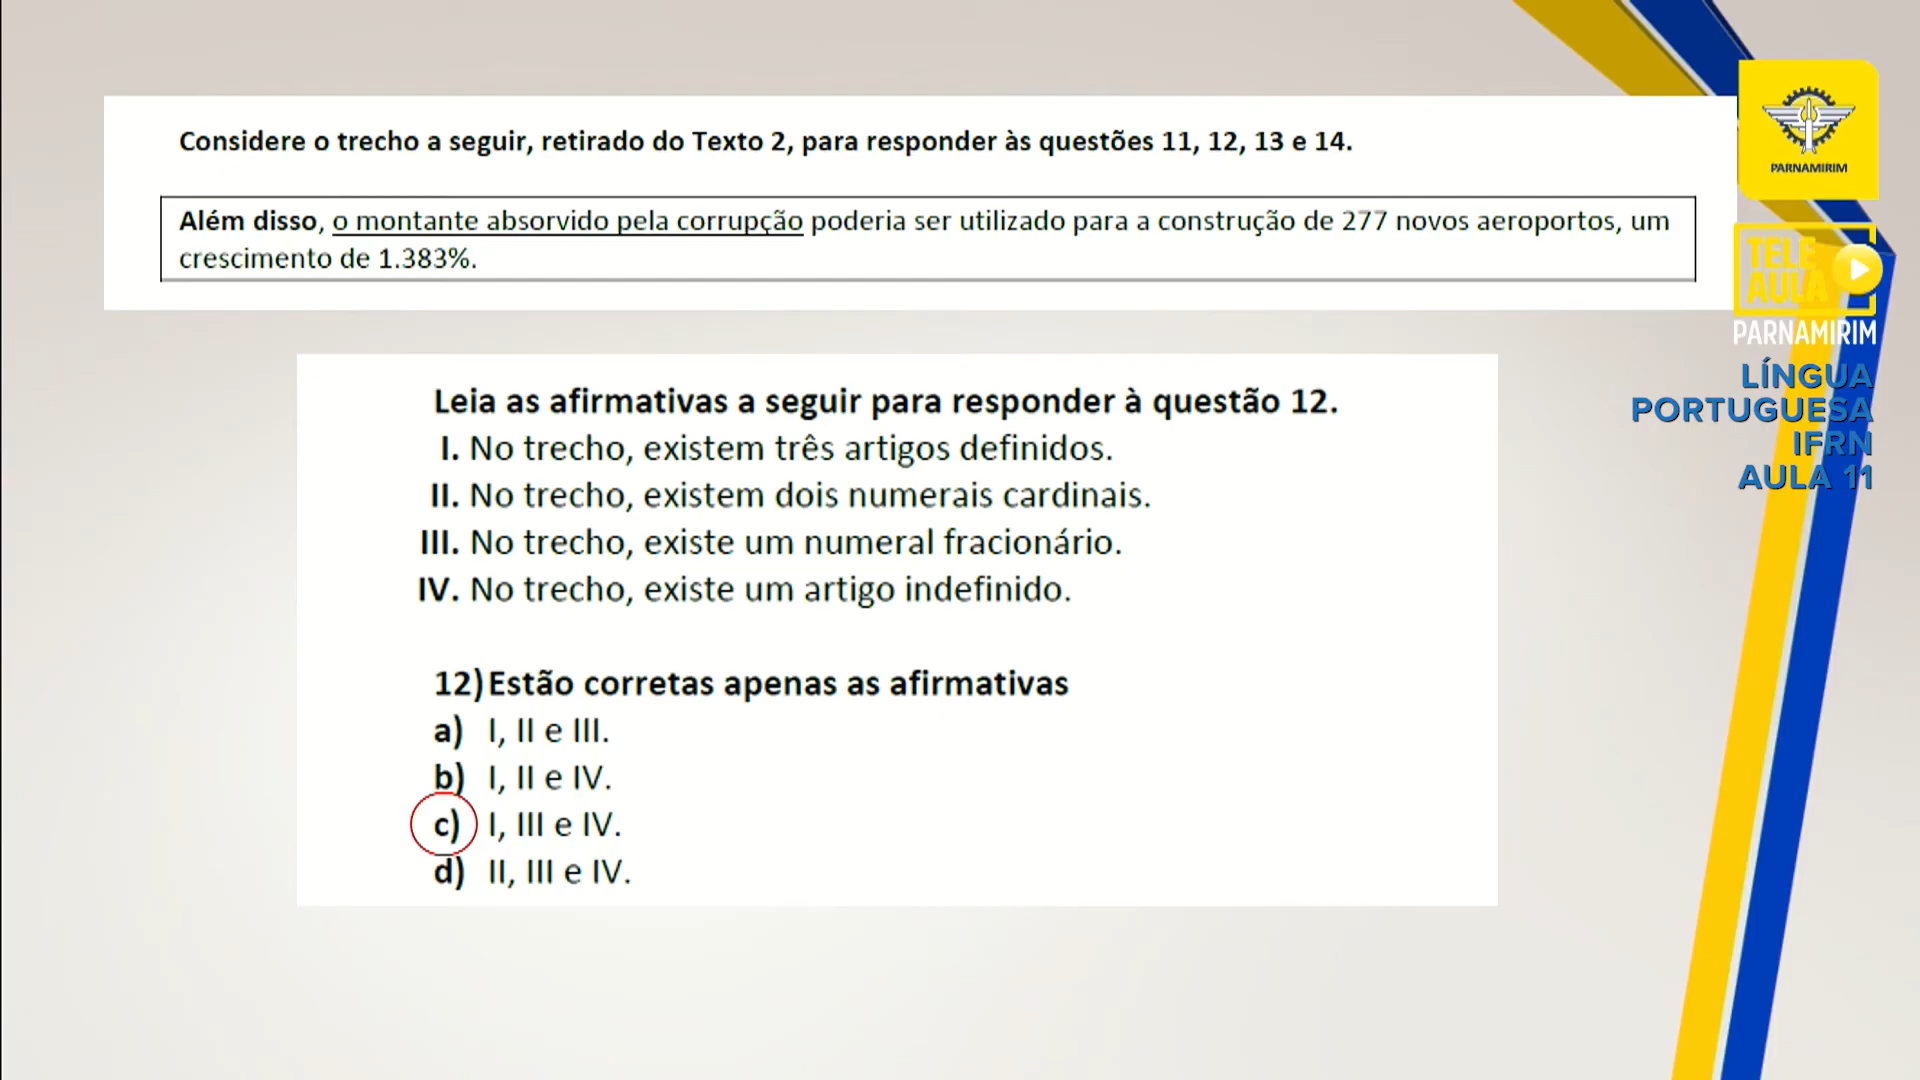 Considere o trecho a seguir, retirado do Texto 2, para responder às questões 11, 12, 13 e 14.
Além disso, o montante absorvido pela corrupção poderia ser utilizado para a construção de 277 novos aeroportos, um
crescimento de 1.383%.
Leia as afirmativas a seguir para responder à questão 12.
I. No trecho, existem três artigos definidos.
II. No trecho, existem dois numerais cardinais.
III. No trecho, existe um numeral fracionário.
IV. No trecho, existe um artigo indefinido.
12) Estão corretas apenas as afirmativas
a) I, II e III.
b) I, II e IV.
c) I, III e IV.
d) II, III e IV.
PARNAMIRIM
TELE
AULA
PARNAMIRIM
LÍNGUA
PORTUGUESA
IFRN
AULA 11